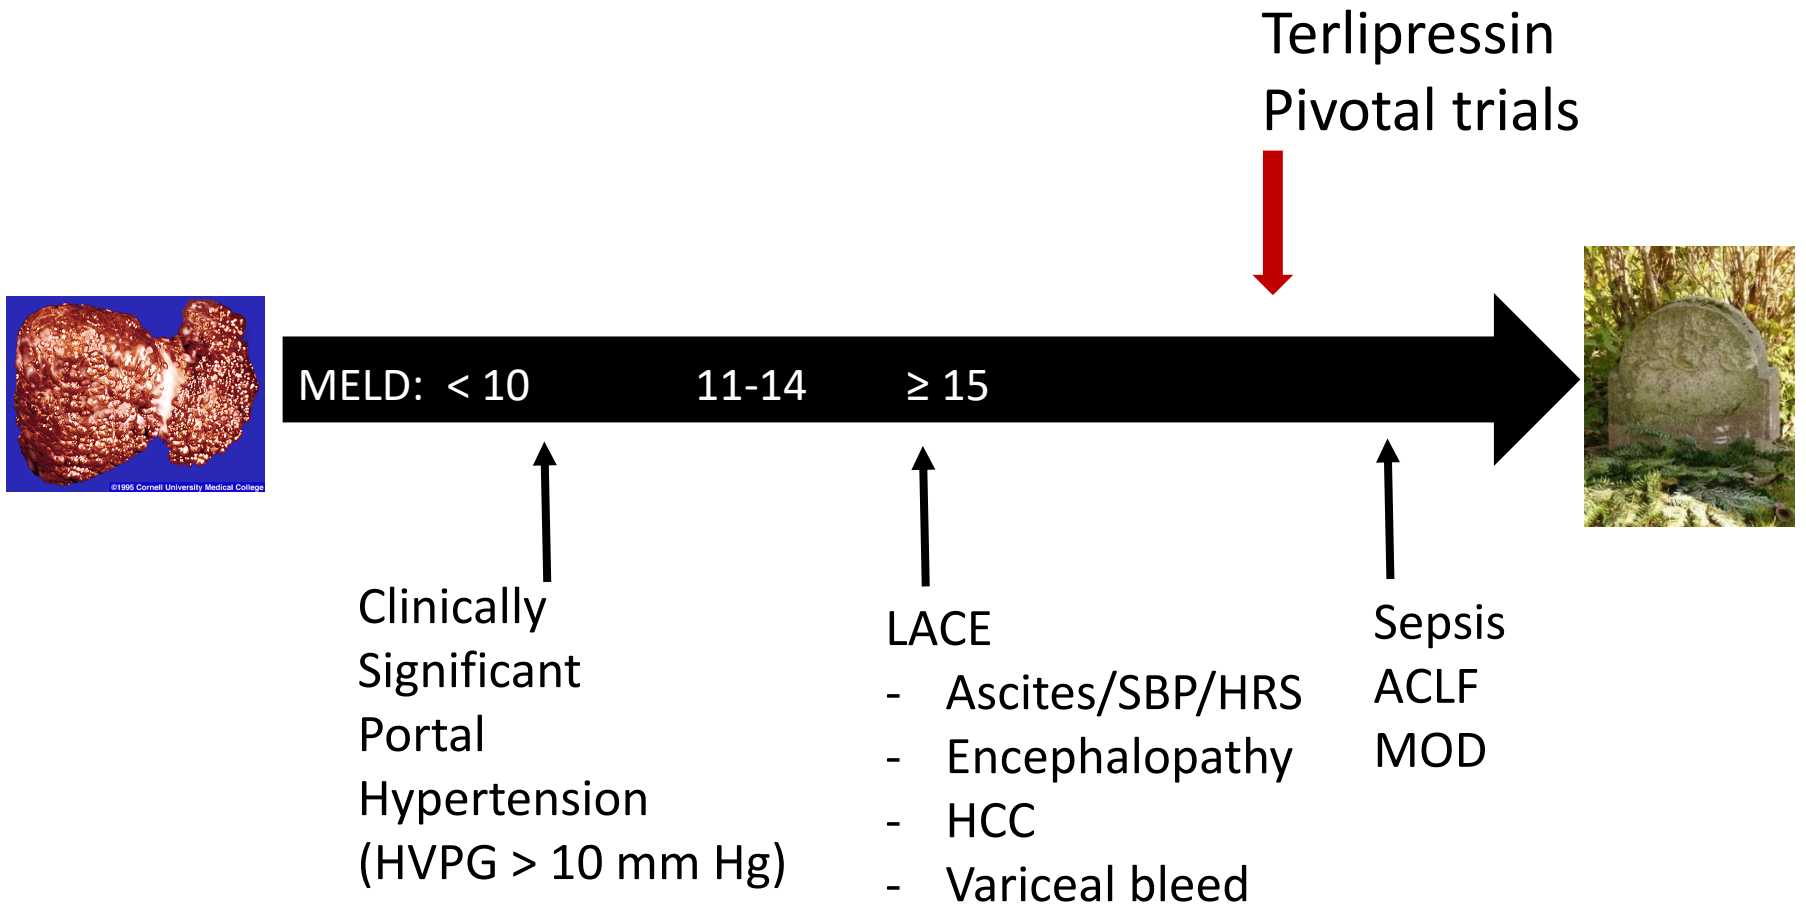 Terlipressin
Pivotal trials
MELD: < 10 11-14 ≥ 15
©1995 Cornell University Medical College
Clinically
Significant
Portal
Hypertension
(HVPG > 10 mm Hg)
LACE
- Ascites/SBP/HRS
- Encephalopathy
- HCC
- Variceal bleed
Sepsis
ACLF
MOD